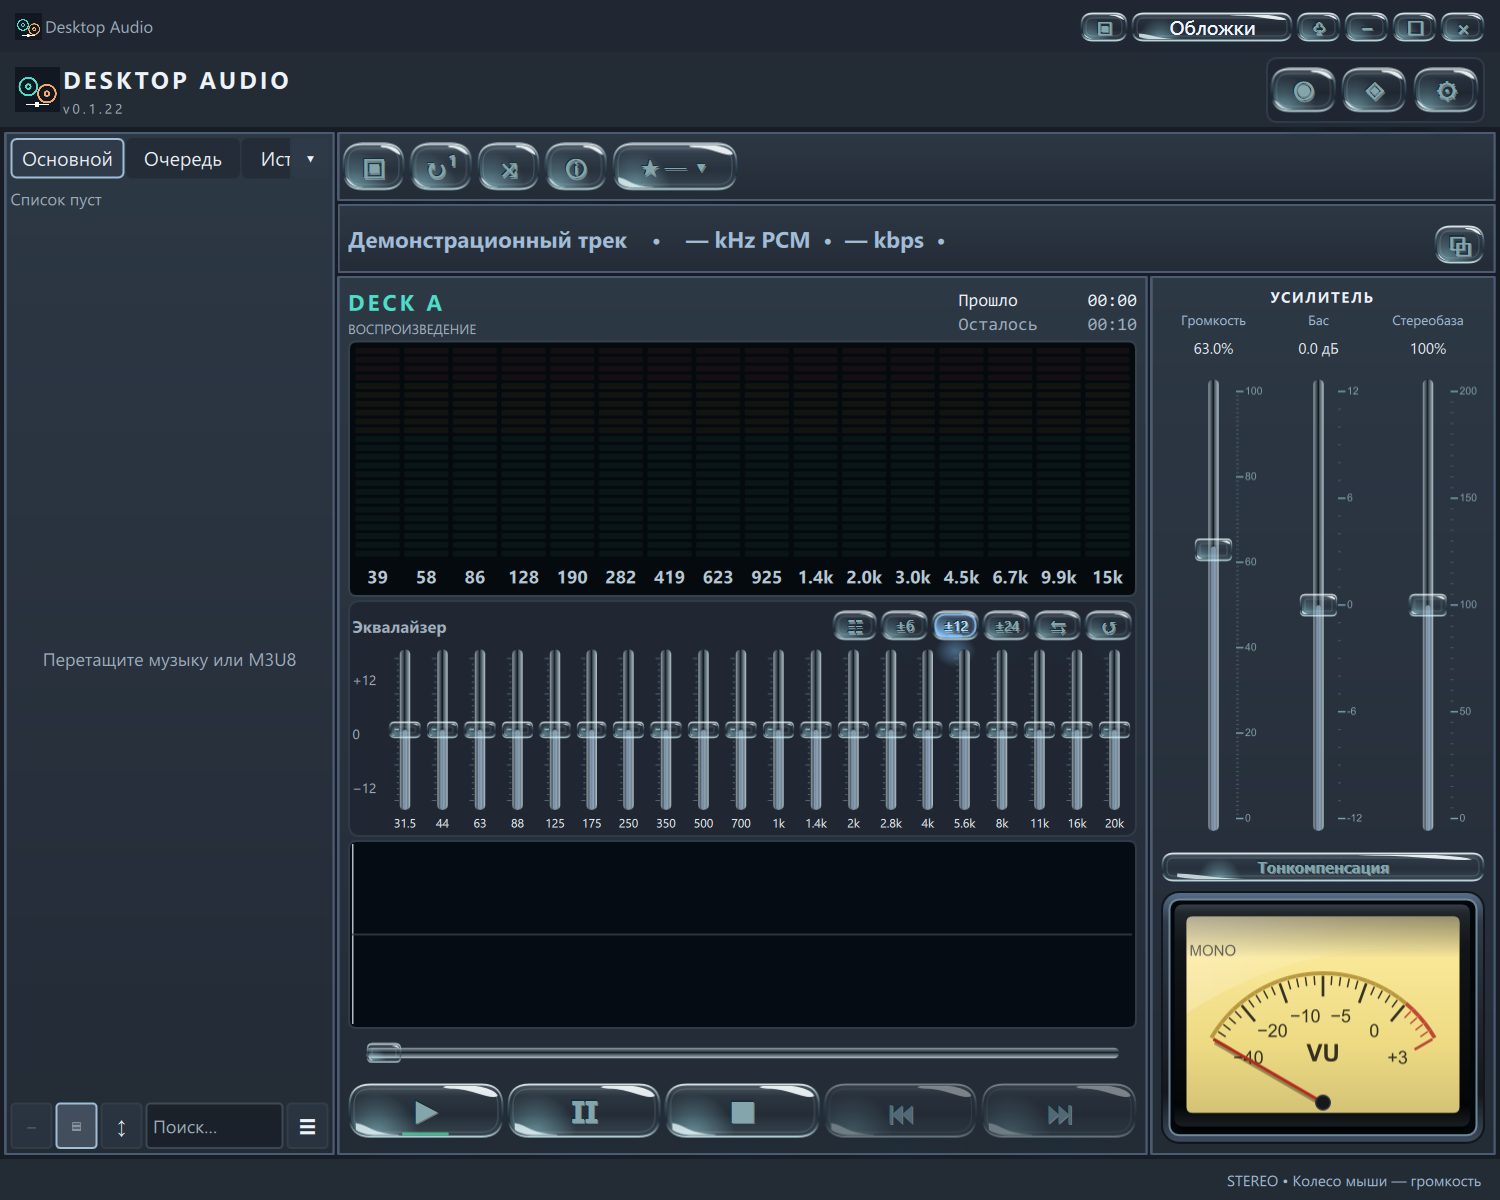 Desktop Audio
Обложки
DESKTOP AUDIO
v0.1.22
Основной Очередь Ист
1
Список пуст
Демонстрационный трек • — kHz PCM • — kbps •
DECK A
ВОСПРОИЗВЕДЕНИЕ
Прошло 00:00
Осталось 00:10
39 58 86 128 190 282 419 623 925 1.4k 2.0k 3.0k 4.5k 6.7k 9.9k 15k
Эквалайзер
±6 ±12 ±24
+12
0
−12
31.5 44 63 88 125 175 250 350 500 700 1k 1.4k 2k 2.8k 4k 5.6k 8k 11k 16k 20k
Перетащите музыку или M3U8
Поиск...
УСИЛИТЕЛЬ
Громкость Бас Стереобаза
63.0% 0.0 дБ 100%
100 12 200
80
6 150
60
0 100
40
-6 50
20
0 -12 0
Тонкомпенсация
MONO
−40 −20 −10 −5 0 +3
VU
STEREO • Колесо мыши — громкость